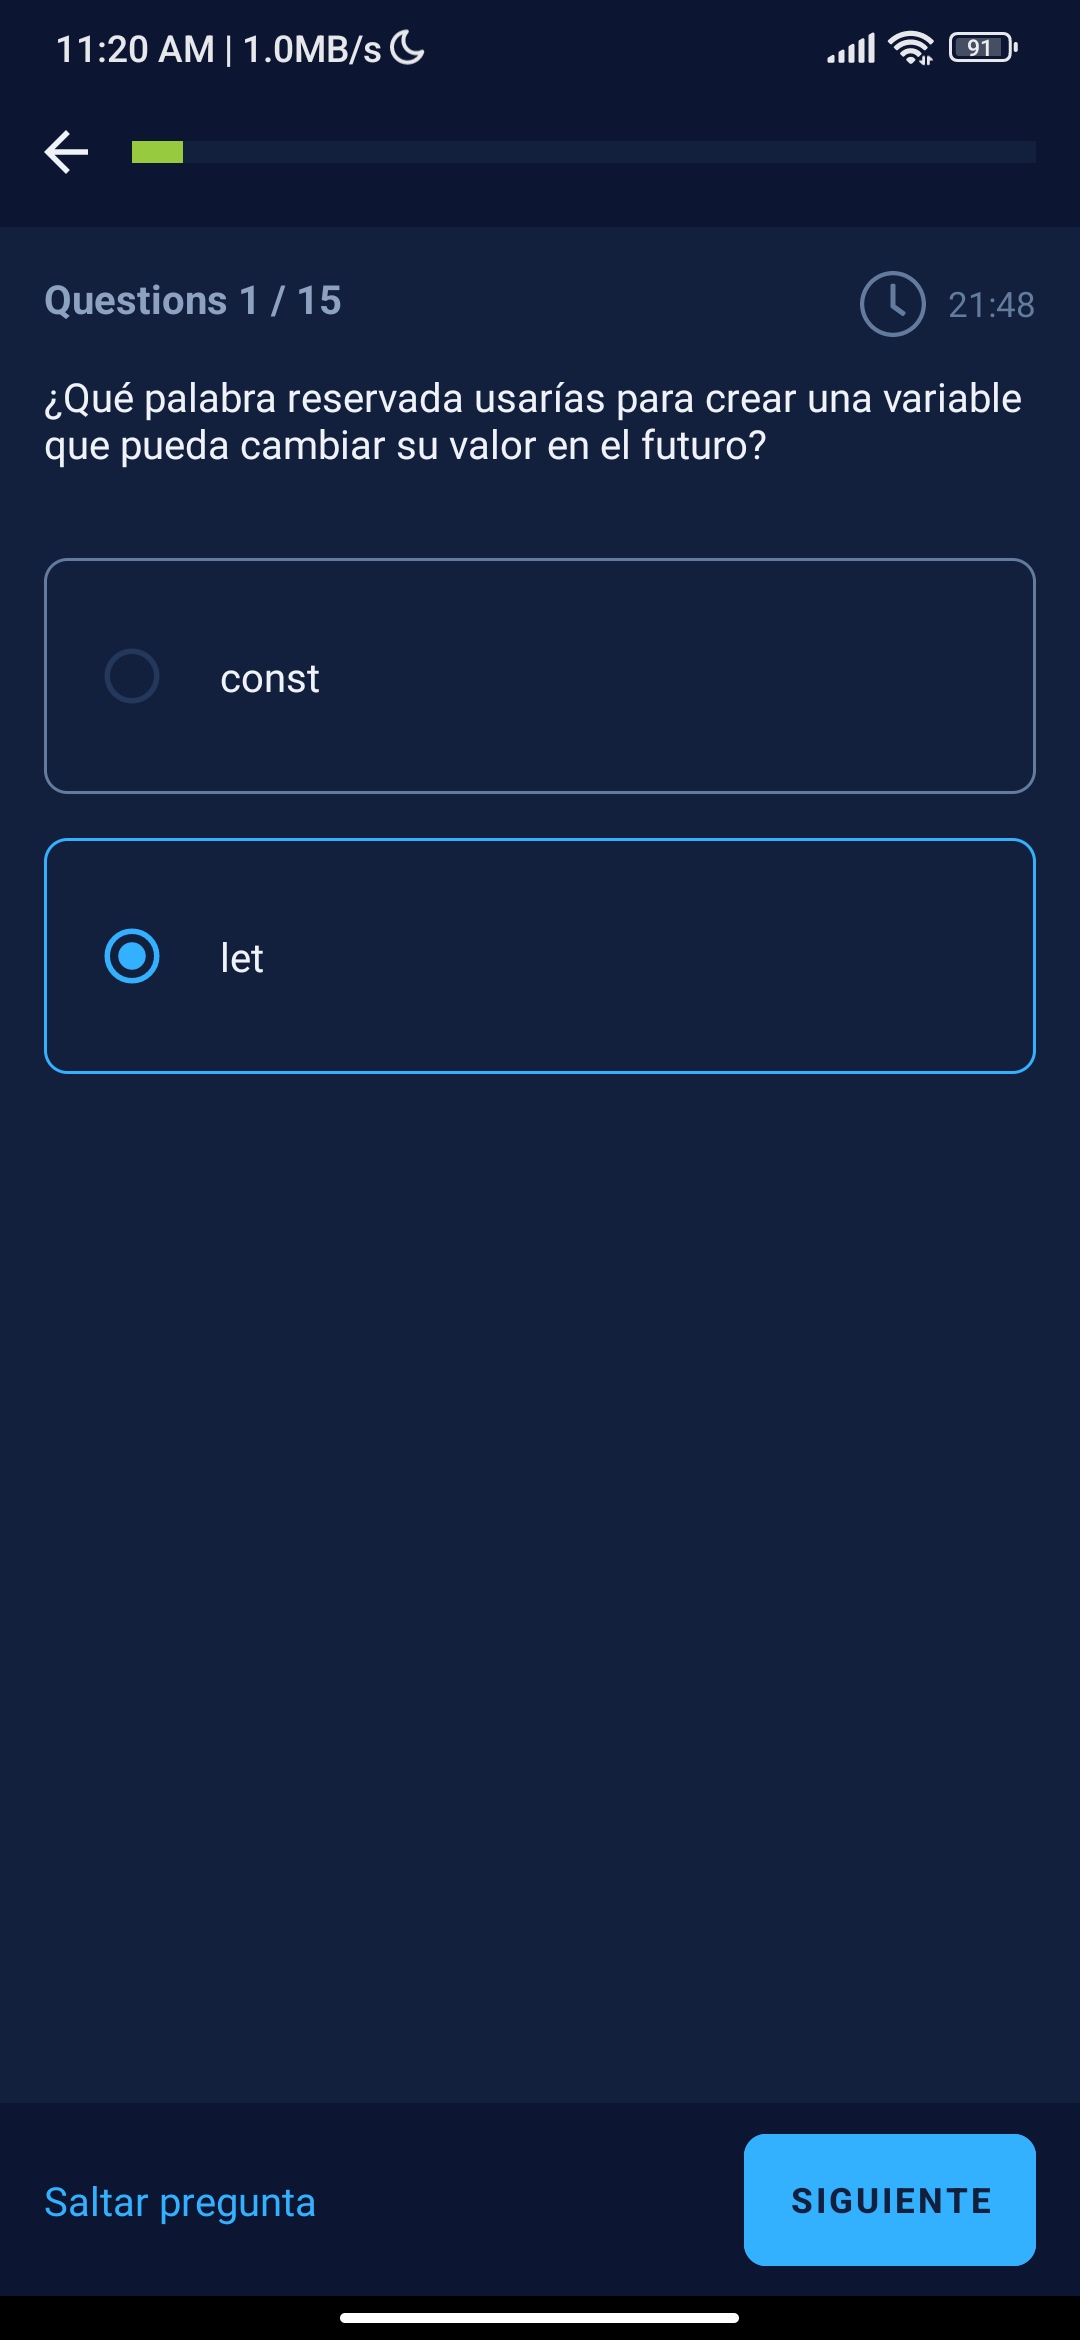 11:20 AM | 1.0MB/s
91
Questions 1 / 15
21:48
¿Qué palabra reservada usarías para crear una variable
que pueda cambiar su valor en el futuro?
const
let
Saltar pregunta
SIGUIENTE